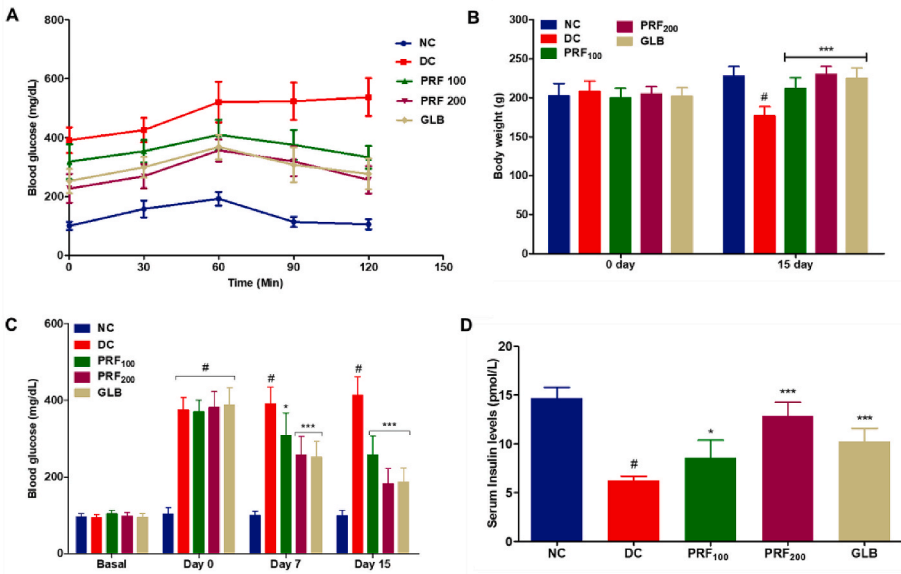 A
Blood glucose (mg/dL)
800
600
400
200
0
0 30 60 90 120 150
Time (Min)
NC
DC
PRF 100
PRF 200
GLB
B
Body weight (g)
300
250
200
150
100
50
0
NC PRF200
DC GLB
PRF100
***
#
0 day 15 day
C
Blood glucose (mg/dL)
600
400
200
0
NC
DC
PRF100
PRF200
GLB
# # * *** # ***
Basal Day 0 Day 7 Day 15
D
Serum Insulin levels (pmol/L)
20
15
10
5
0
# * *** ***
NC DC PRF100 PRF200 GLB